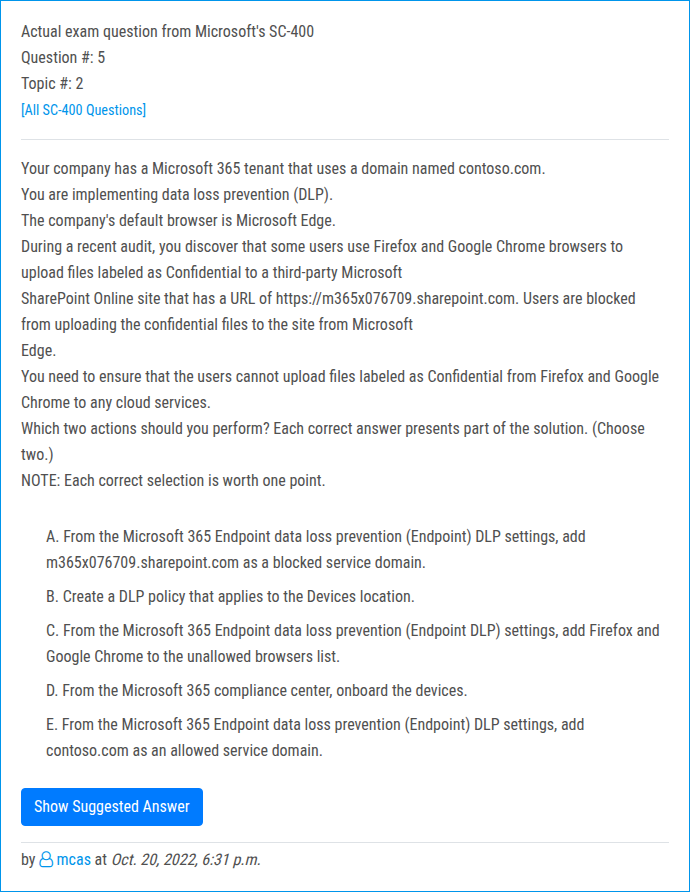 Actual exam question from Microsoft's SC-400
Question #: 5
Topic #: 2
[All SC-400 Questions]
Your company has a Microsoft 365 tenant that uses a domain named contoso.com.
You are implementing data loss prevention (DLP).
The company's default browser is Microsoft Edge.
During a recent audit, you discover that some users use Firefox and Google Chrome browsers to
upload files labeled as Confidential to a third-party Microsoft
SharePoint Online site that has a URL of https://m365x076709.sharepoint.com. Users are blocked
from uploading the confidential files to the site from Microsoft
Edge.
You need to ensure that the users cannot upload files labeled as Confidential from Firefox and Google
Chrome to any cloud services.
Which two actions should you perform? Each correct answer presents part of the solution. (Choose
two.)
NOTE: Each correct selection is worth one point.
A. From the Microsoft 365 Endpoint data loss prevention (Endpoint) DLP settings, add
m365x076709.sharepoint.com as a blocked service domain.
B. Create a DLP policy that applies to the Devices location.
C. From the Microsoft 365 Endpoint data loss prevention (Endpoint DLP) settings, add Firefox and
Google Chrome to the unallowed browsers list.
D. From the Microsoft 365 compliance center, onboard the devices.
E. From the Microsoft 365 Endpoint data loss prevention (Endpoint) DLP settings, add
contoso.com as an allowed service domain.
Show Suggested Answer
by mcas at Oct. 20, 2022, 6:31 p.m.